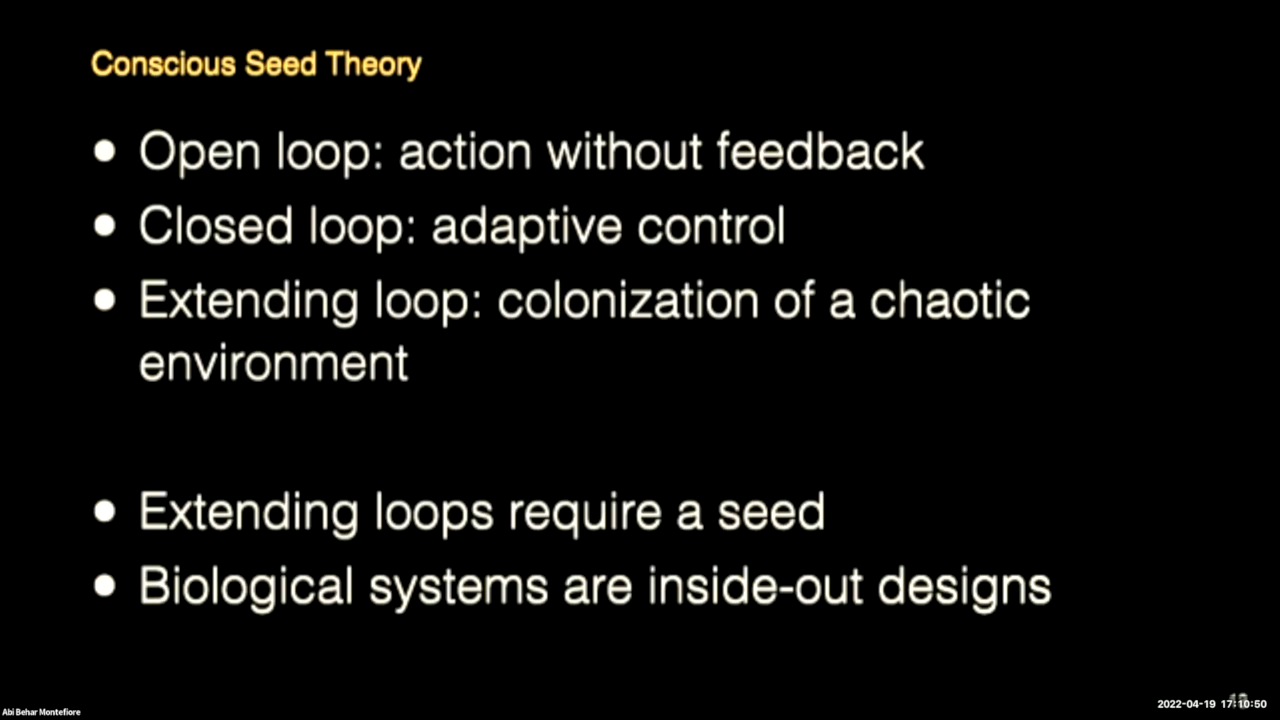 Conscious Seed Theory
● Open loop: action without feedback
● Closed loop: adaptive control
● Extending loop: colonization of a chaotic
environment
● Extending loops require a seed
● Biological systems are inside-out designs
Abi Behar Montefiore
2022-04-19 17:10:50